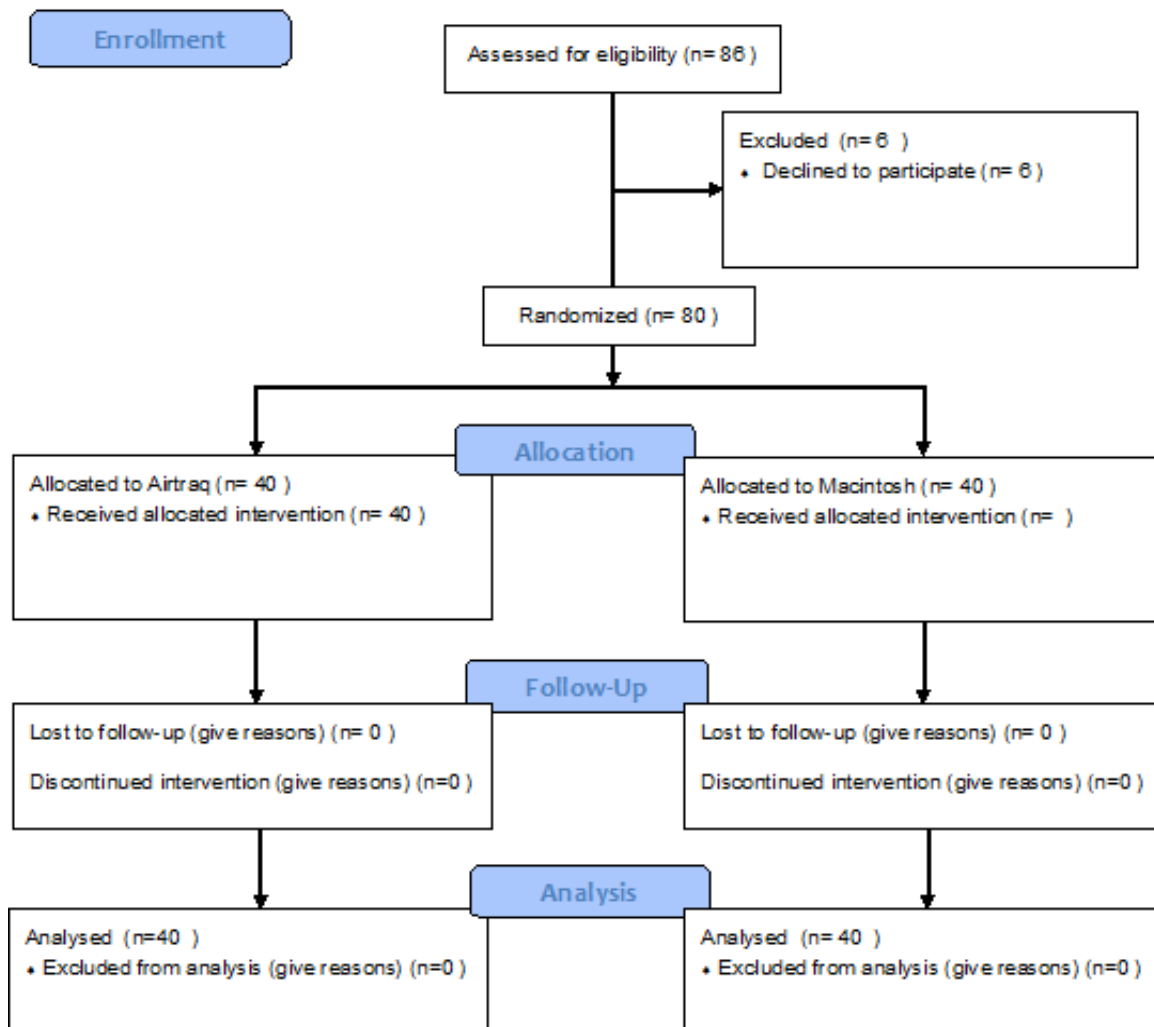 Enrollment
Assessed for eligibility (n= 86 )
Excluded (n= 6 )
• Declined to participate (n= 6)
Randomized (n= 80 )
Allocation
Allocated to Airtraq (n= 40 )
• Received allocated intervention (n= 40 )
Allocated to Macintosh (n= 40)
• Received allocated intervention (n= )
Follow-Up
Lost to follow-up (give reasons) (n= 0 )
Discontinued intervention (give reasons) (n=0 )
Lost to follow-up (give reasons) (n= 0 )
Discontinued intervention (give reasons) (n=0 )
Analysis
Analysed (n=40 )
• Excluded from analysis (give reasons) (n=0 )
Analysed (n= 40 )
• Excluded from analysis (give reasons) (n=0 )